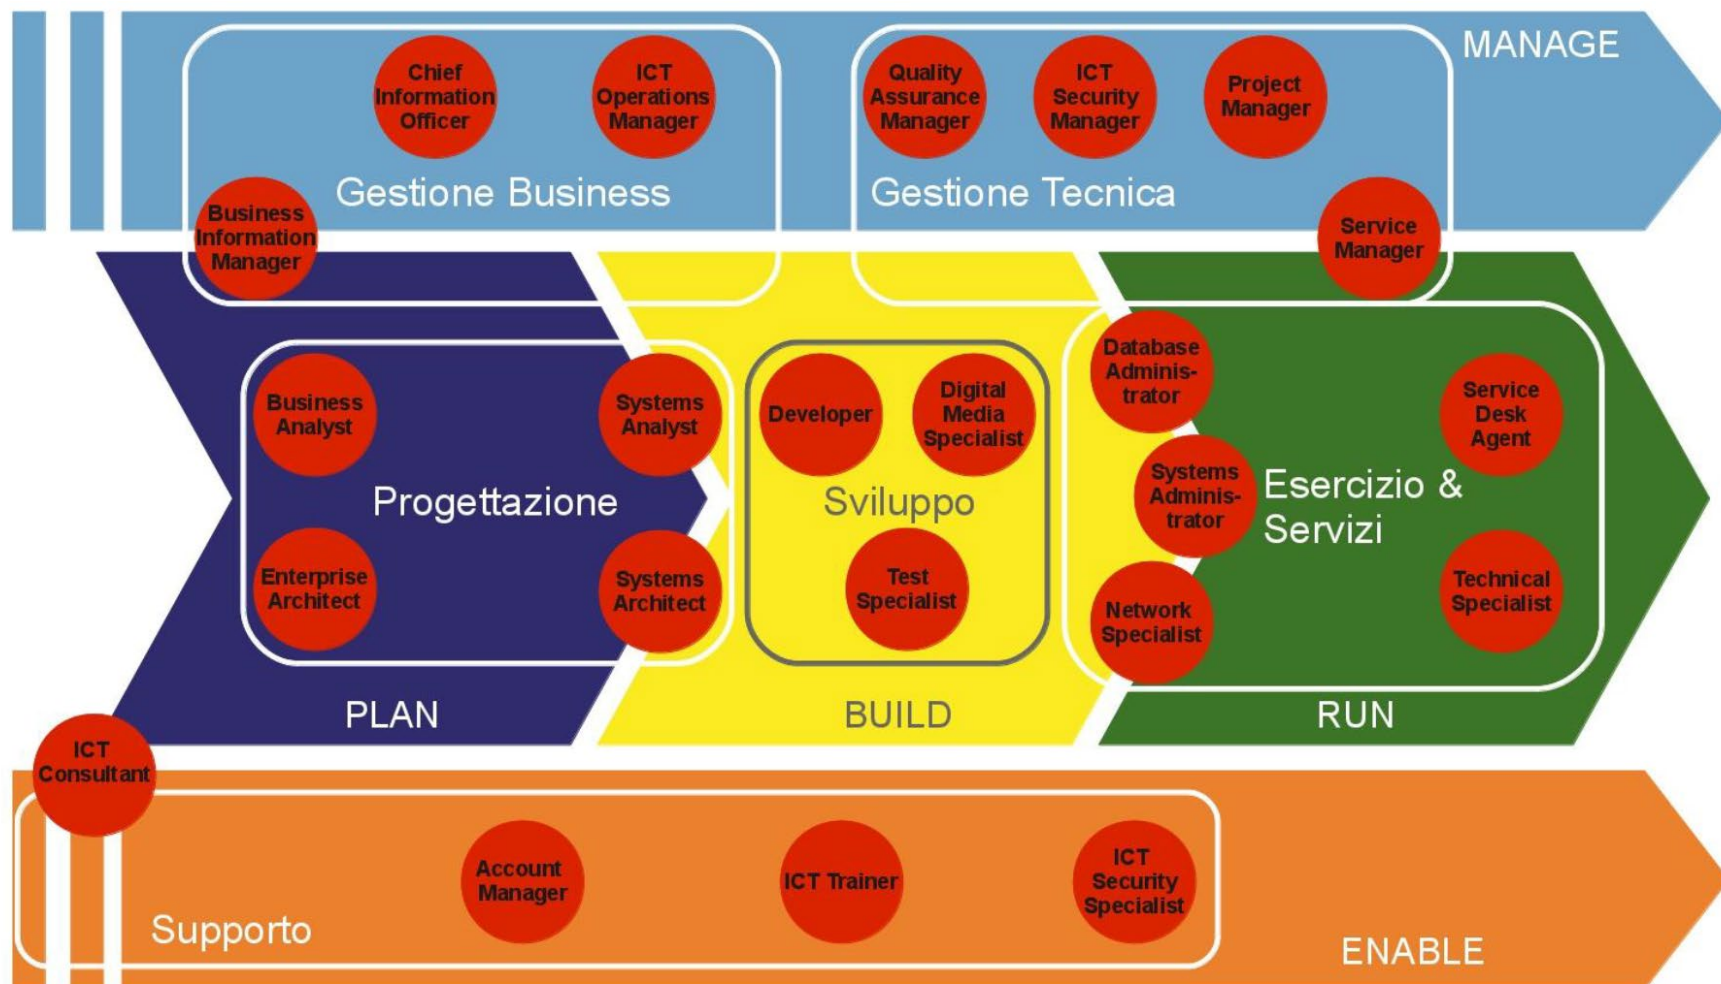 MANAGE
Chief
Information
Officer
ICT
Operations
Manager
Quality
Assurance
Manager
ICT
Security
Manager
Project
Manager
Gestione Business
Gestione Tecnica
Business
Information
Manager
Service
Manager
Business
Analyst
Systems
Analyst
Progettazione
Enterprise
Architect
Systems
Architect
PLAN
Developer
Digital
Media
Specialist
Sviluppo
Test
Specialist
BUILD
Database
Adminis-
trator
Systems
Adminis-
trator
Network
Specialist
Service
Desk
Agent
Esercizio &
Servizi
Technical
Specialist
RUN
ICT
Consultant
Account
Manager
ICT Trainer
ICT
Security
Specialist
Supporto
ENABLE